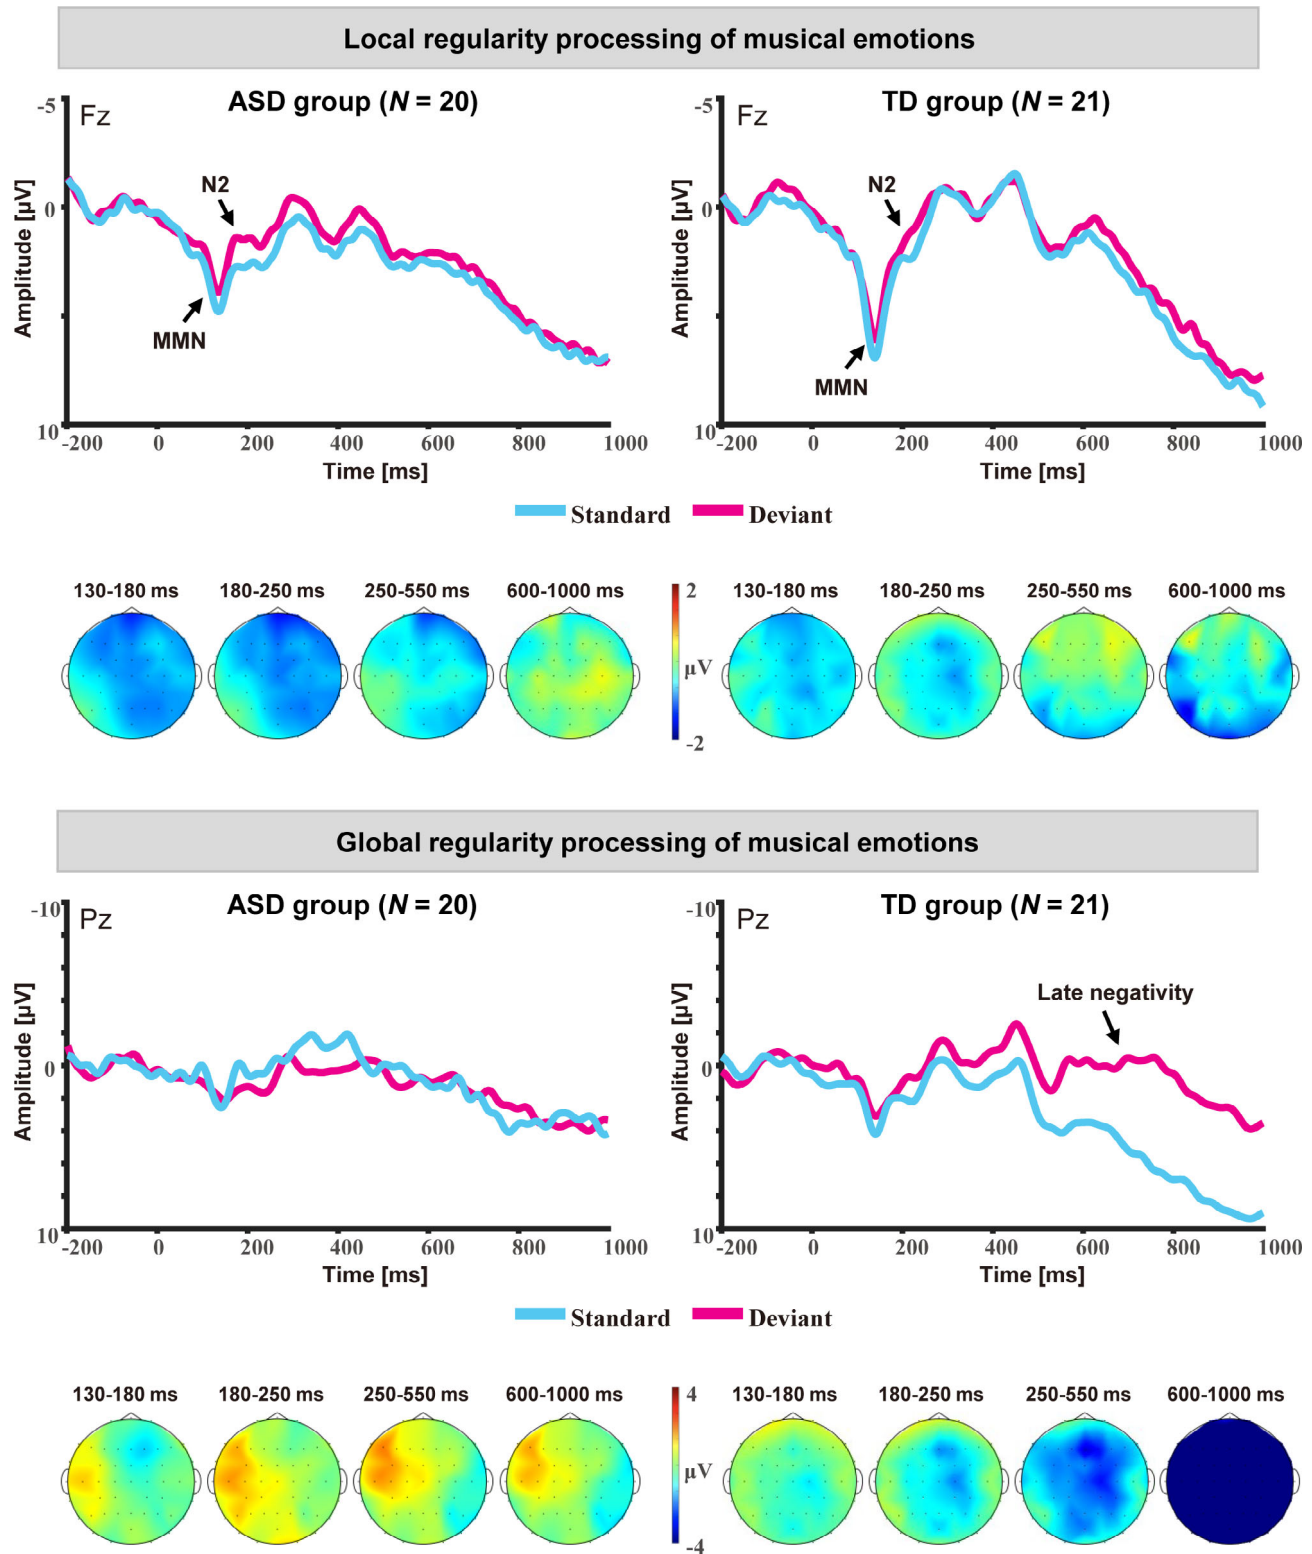 Local regularity processing of musical emotions
ASD group (N = 20)
TD group (N = 21)
-5
Fz
N2
0
MMN
10
Amplitude [µV]
-200 0 200 400 600 800 1000
Time [ms]
-5
Fz
N2
0
MMN
10
Amplitude [µV]
-200 0 200 400 600 800 1000
Time [ms]
Standard Deviant
130-180 ms 180-250 ms 250-550 ms 600-1000 ms
2
µV
-2
130-180 ms 180-250 ms 250-550 ms 600-1000 ms
Global regularity processing of musical emotions
ASD group (N = 20)
TD group (N = 21)
-10
Pz
0
10
Amplitude [µV]
-200 0 200 400 600 800 1000
Time [ms]
-10
Pz
Late negativity
0
10
Amplitude [µV]
-200 0 200 400 600 800 1000
Time [ms]
Standard Deviant
130-180 ms 180-250 ms 250-550 ms 600-1000 ms
4
µV
-4
130-180 ms 180-250 ms 250-550 ms 600-1000 ms